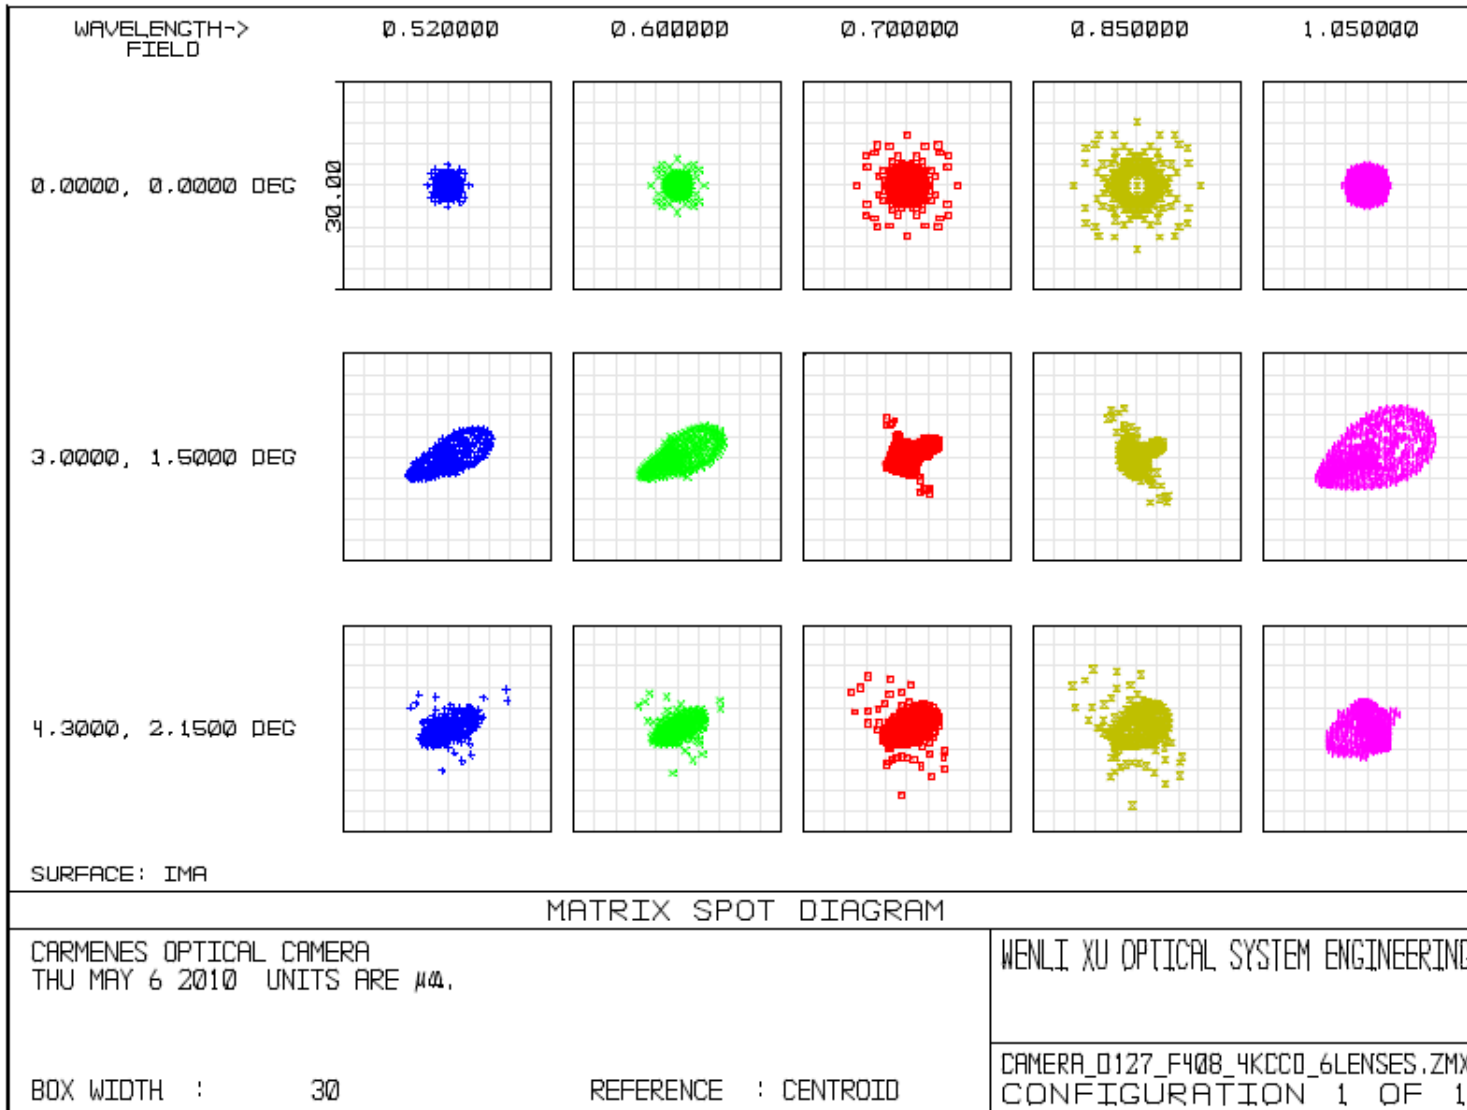 WAVELENGTH-> 0.520000 0.600000 0.700000 0.850000 1.050000
FIELD
0.0000, 0.0000 DEG
30.00
3.0000, 1.5000 DEG
4.3000, 2.1500 DEG
SURFACE: IMA
MATRIX SPOT DIAGRAM
CARMENES OPTICAL CAMERA
THU MAY 6 2010 UNITS ARE µm.
BOX WIDTH : 30 REFERENCE : CENTROID
WENLI XU OPTICAL SYSTEM ENGINEERING
CAMERA_D127_F408_4KCCD_6LENSES.ZMX
CONFIGURATION 1 OF 1